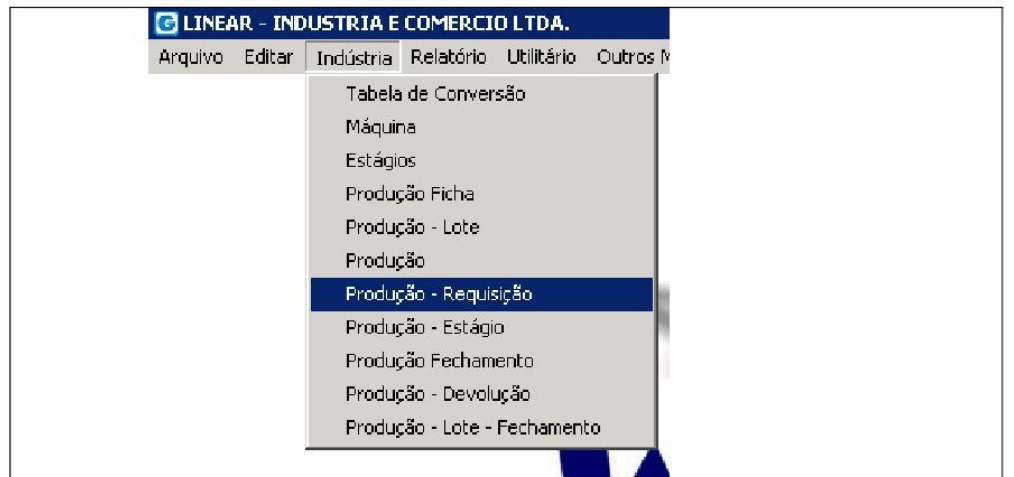 LINEAR - INDUSTRIA E COMERCIO LTDA.
Arquivo Editar Indústria Relatório Utilitário Outros
Tabela de Conversão
Máquina
Estágios
Produção Ficha
Produção - Lote
Produção
Produção - Requisição
Produção - Estágio
Produção Fechamento
Produção - Devolução
Produção - Lote - Fechamento